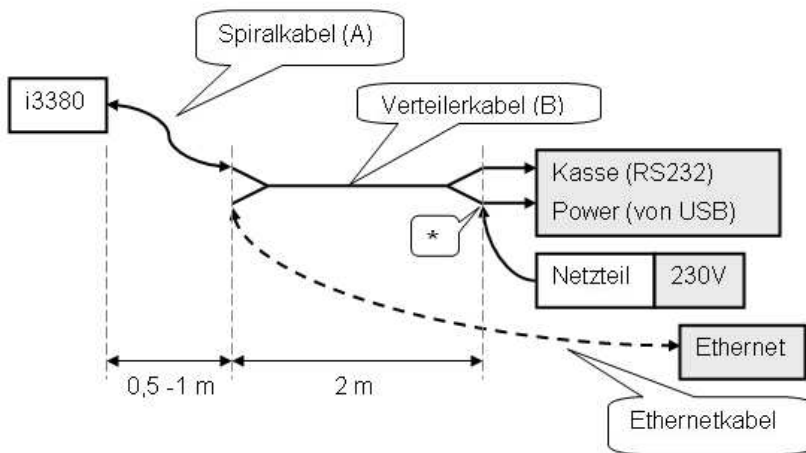 Spiralkabel (A)
i3380
Verteilerkabel (B)
Kasse (RS232)
Power (von USB)
*
Netzteil
230V
Ethernet
0,5 -1 m
2 m
Ethernetkabel